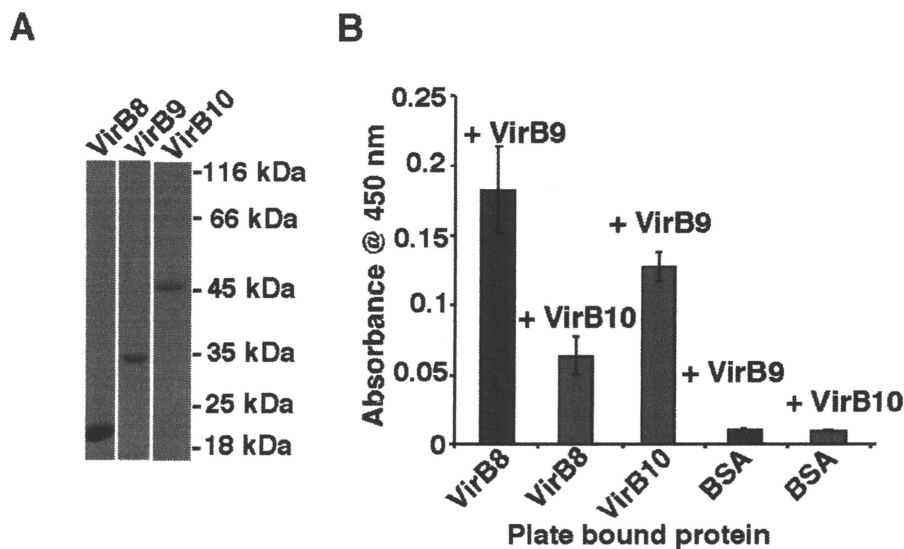 A
VirB8
VirB9
VirB10
-116 kDa
- 66 kDa
- 45 kDa
- 35 kDa
- 25 kDa
- 18 kDa
B
Absorbance @ 450 nm
0.25
0.2
0.15
0.1
0.05
0
+ VirB9
+ VirB10
+ VirB9
+ VirB9
+ VirB10
VirB8
VirB8
VirB10
BSA
BSA
Plate bound protein